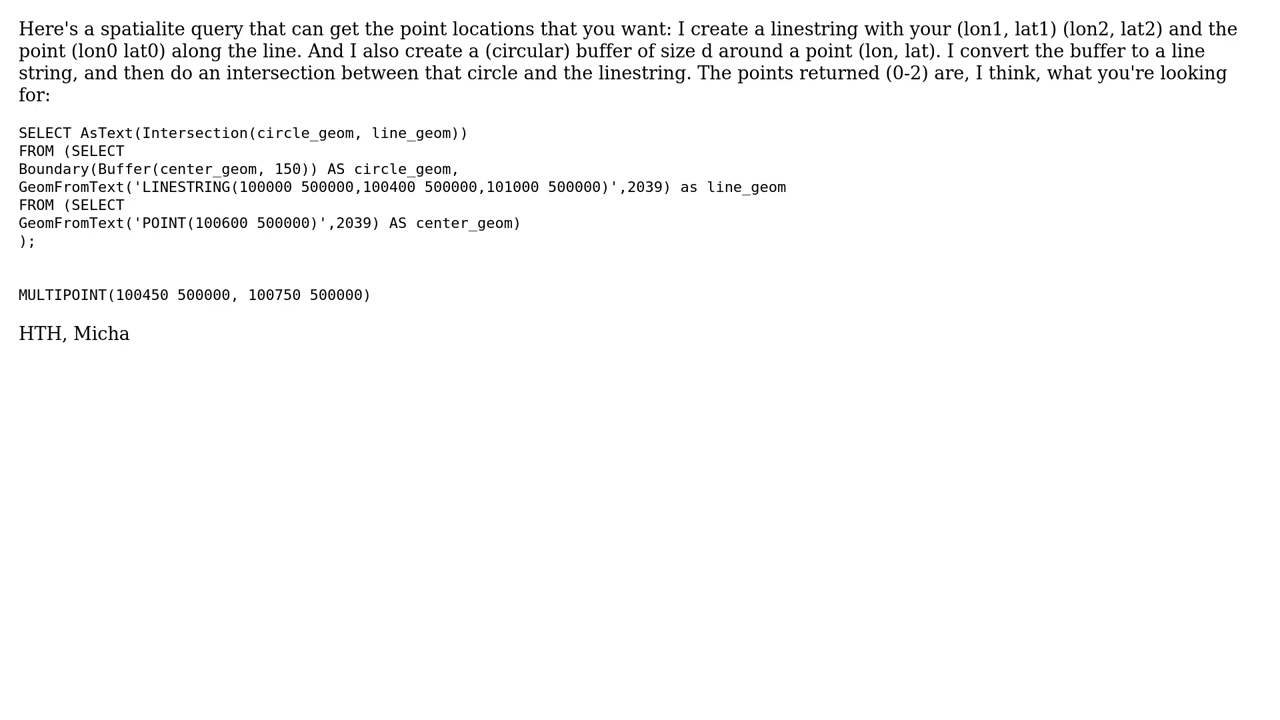 Here's a spatialite query that can get the point locations that you want: I create a linestring with your (lon1, lat1) (lon2, lat2) and the
point (lon0 lat0) along the line. And I also create a (circular) buffer of size d around a point (lon, lat). I convert the buffer to a line
string, and then do an intersection between that circle and the linestring. The points returned (0-2) are, I think, what you're looking
for:
SELECT AsText(Intersection(circle_geom, line_geom))
FROM (SELECT
Boundary(Buffer(center_geom, 150)) AS circle_geom,
GeomFromText('LINESTRING(100000 500000,100400 500000,101000 500000)',2039) as line_geom
FROM (SELECT
GeomFromText('POINT(100600 500000)',2039) AS center_geom)
);
MULTIPOINT(100450 500000, 100750 500000)
HTH, Micha